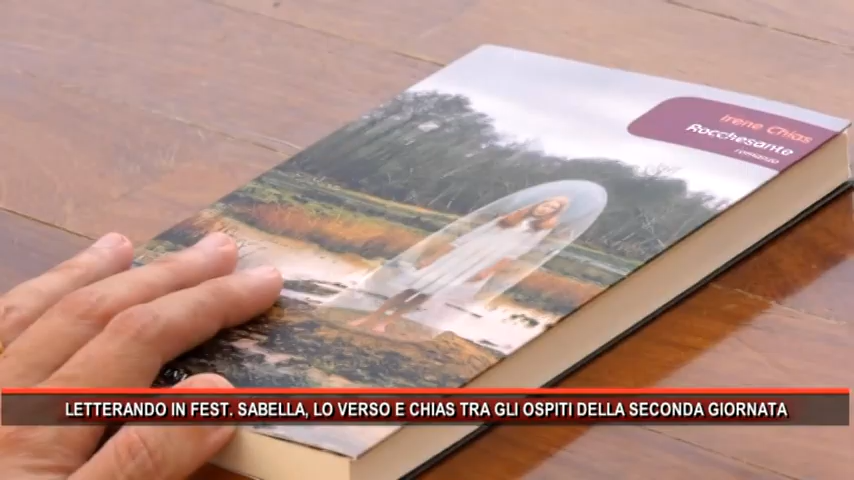 Irene Chias
Rocchesante
romanzo
LETTERANDO IN FEST. SABELLA, LO VERSO E CHIAS TRA GLI OSPITI DELLA SECONDA GIORNATA